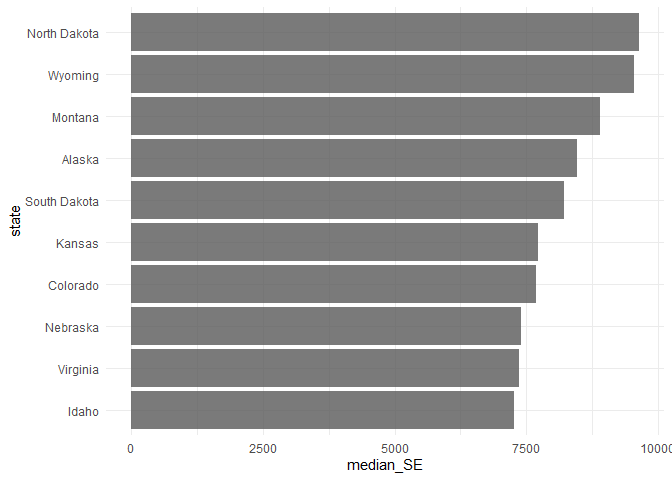 North Dakota
Wyoming
Montana
Alaska
South Dakota
Kansas
Colorado
Nebraska
Virginia
Idaho
state
0 2500 5000 7500 10000
median_SE